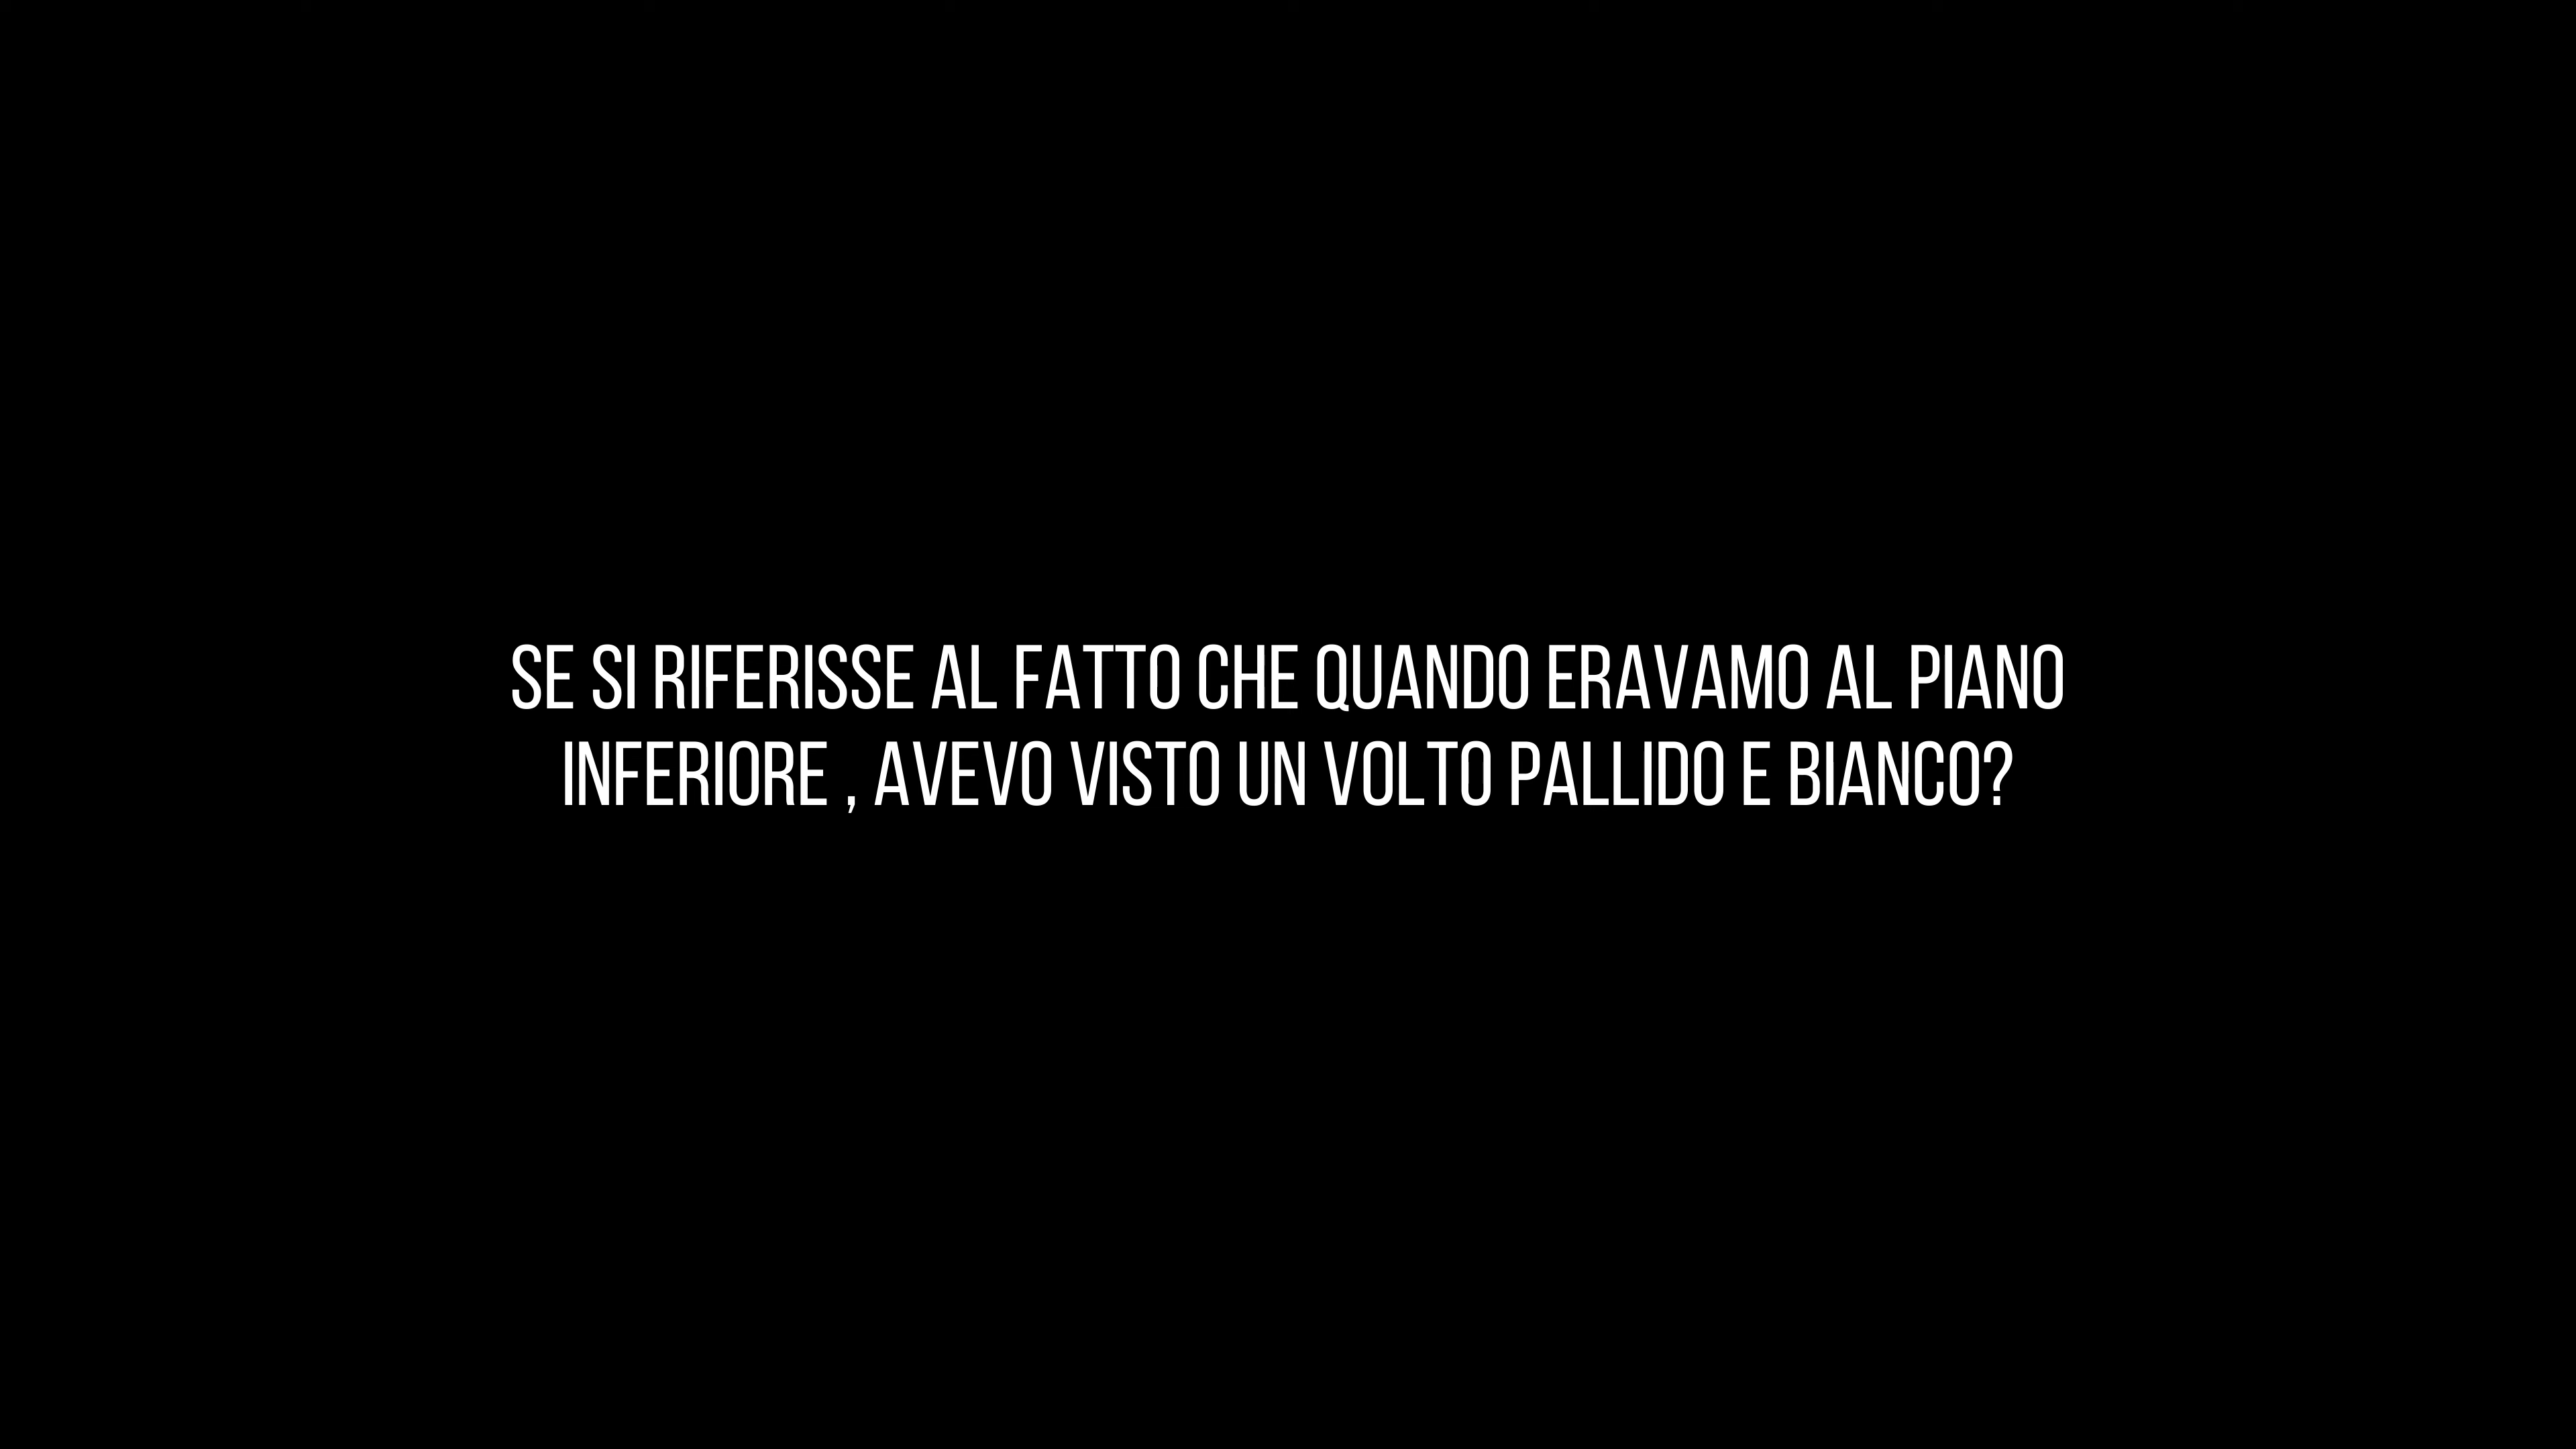 SE SI RIFERISSE AL FATTO CHE QUANDO ERAVAMO AL PIANO
INFERIORE , AVEVO VISTO UN VOLTO PALLIDO E BIANCO?